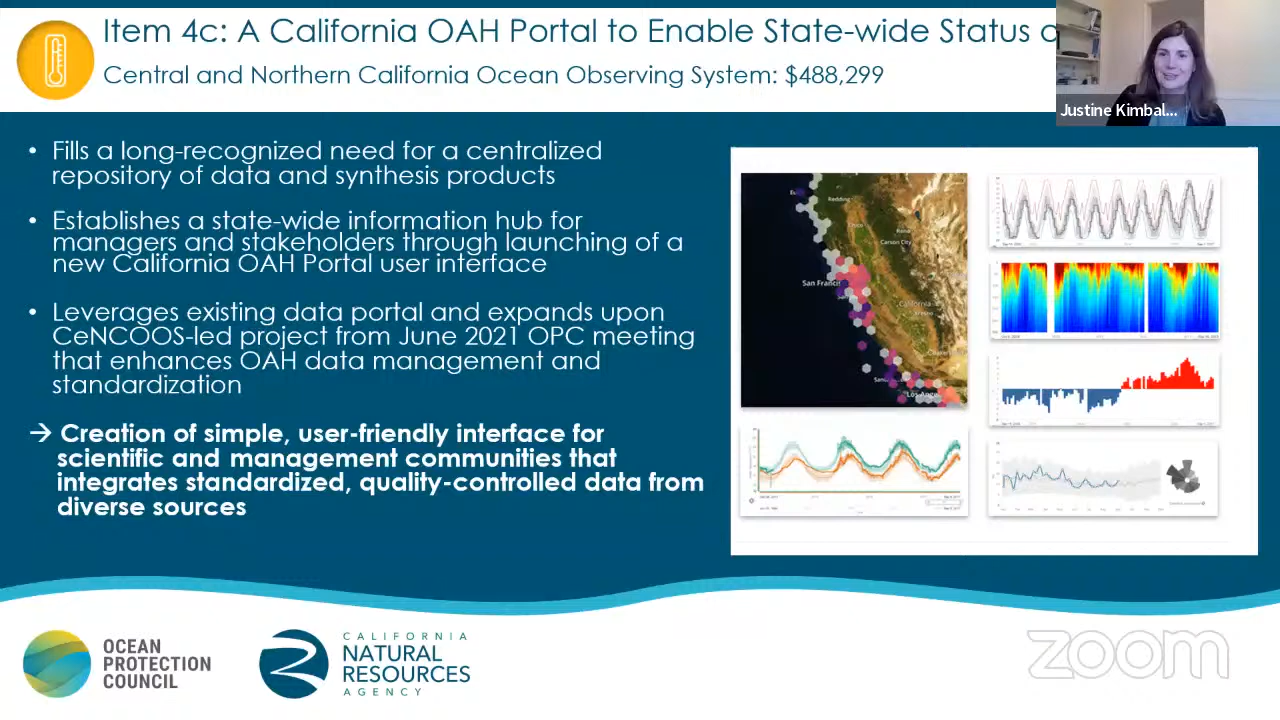 Item 4c: A California OAH Portal to Enable State-wide Status
Central and Northern California Ocean Observing System: $488,299
Justine Kimbal...
• Fills a long-recognized need for a centralized
repository of data and synthesis products
• Establishes a state-wide information hub for
managers and stakeholders through launching of a
new California OAH Portal user interface
• Leverages existing data portal and expands upon
CeNCOOS-led project from June 2021 OPC meeting
that enhances OAH data management and
standardization
→ Creation of simple, user-friendly interface for
scientific and management communities that
integrates standardized, quality-controlled data from
diverse sources
Redding
Carson City
San Franci
California
Los Ange
OCEAN
PROTECTION
COUNCIL
CALIFORNIA
NATURAL
RESOURCES
AGENCY
zoom